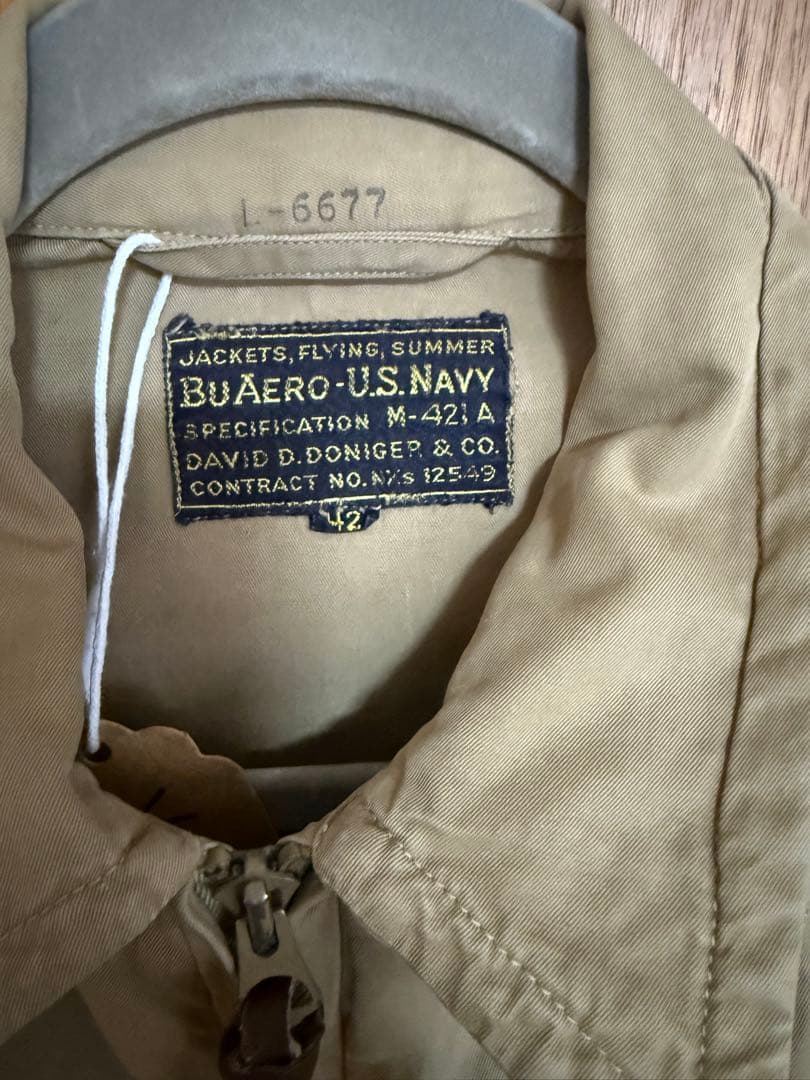 L-6677
JACKETS, FLYING, SUMMER
BUAERO-U.S. NAVY
SPECIFICATION M-421A
DAVID D. DONIGER & CO.
CONTRACT NO. NXs 12549
42